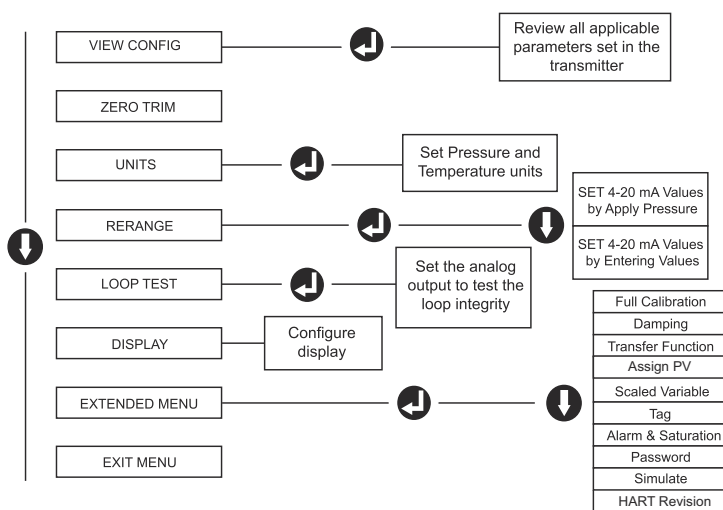 VIEW CONFIG
Review all applicable
parameters set in the
transmitter
ZERO TRIM
UNITS
Set Pressure and
Temperature units
RERANGE
SET 4-20 mA Values
by Apply Pressure
SET 4-20 mA Values
by Entering Values
LOOP TEST
Set the analog
output to test the
loop integrity
DISPLAY
Configure
display
EXTENDED MENU
Full Calibration
Damping
Transfer Function
Assign PV
Scaled Variable
Tag
Alarm & Saturation
Password
Simulate
HART Revision
EXIT MENU